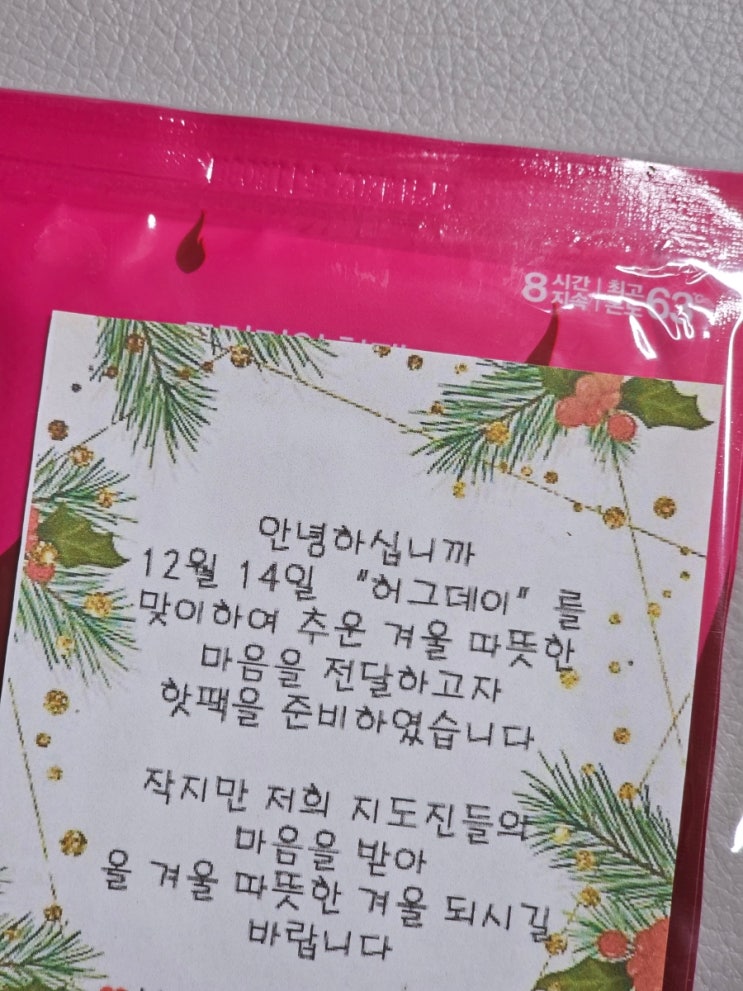 8 시간 지속 최고 온도 63
안녕하십니까
12월 14일 "허그데이" 를
맞이하여 추운 겨울 따뜻한
마음을 전달하고자
핫팩을 준비하였습니다
작지만 저희 지도진들의
마음을 받아
올 겨울 따뜻한 겨울 되시길
바랍니다